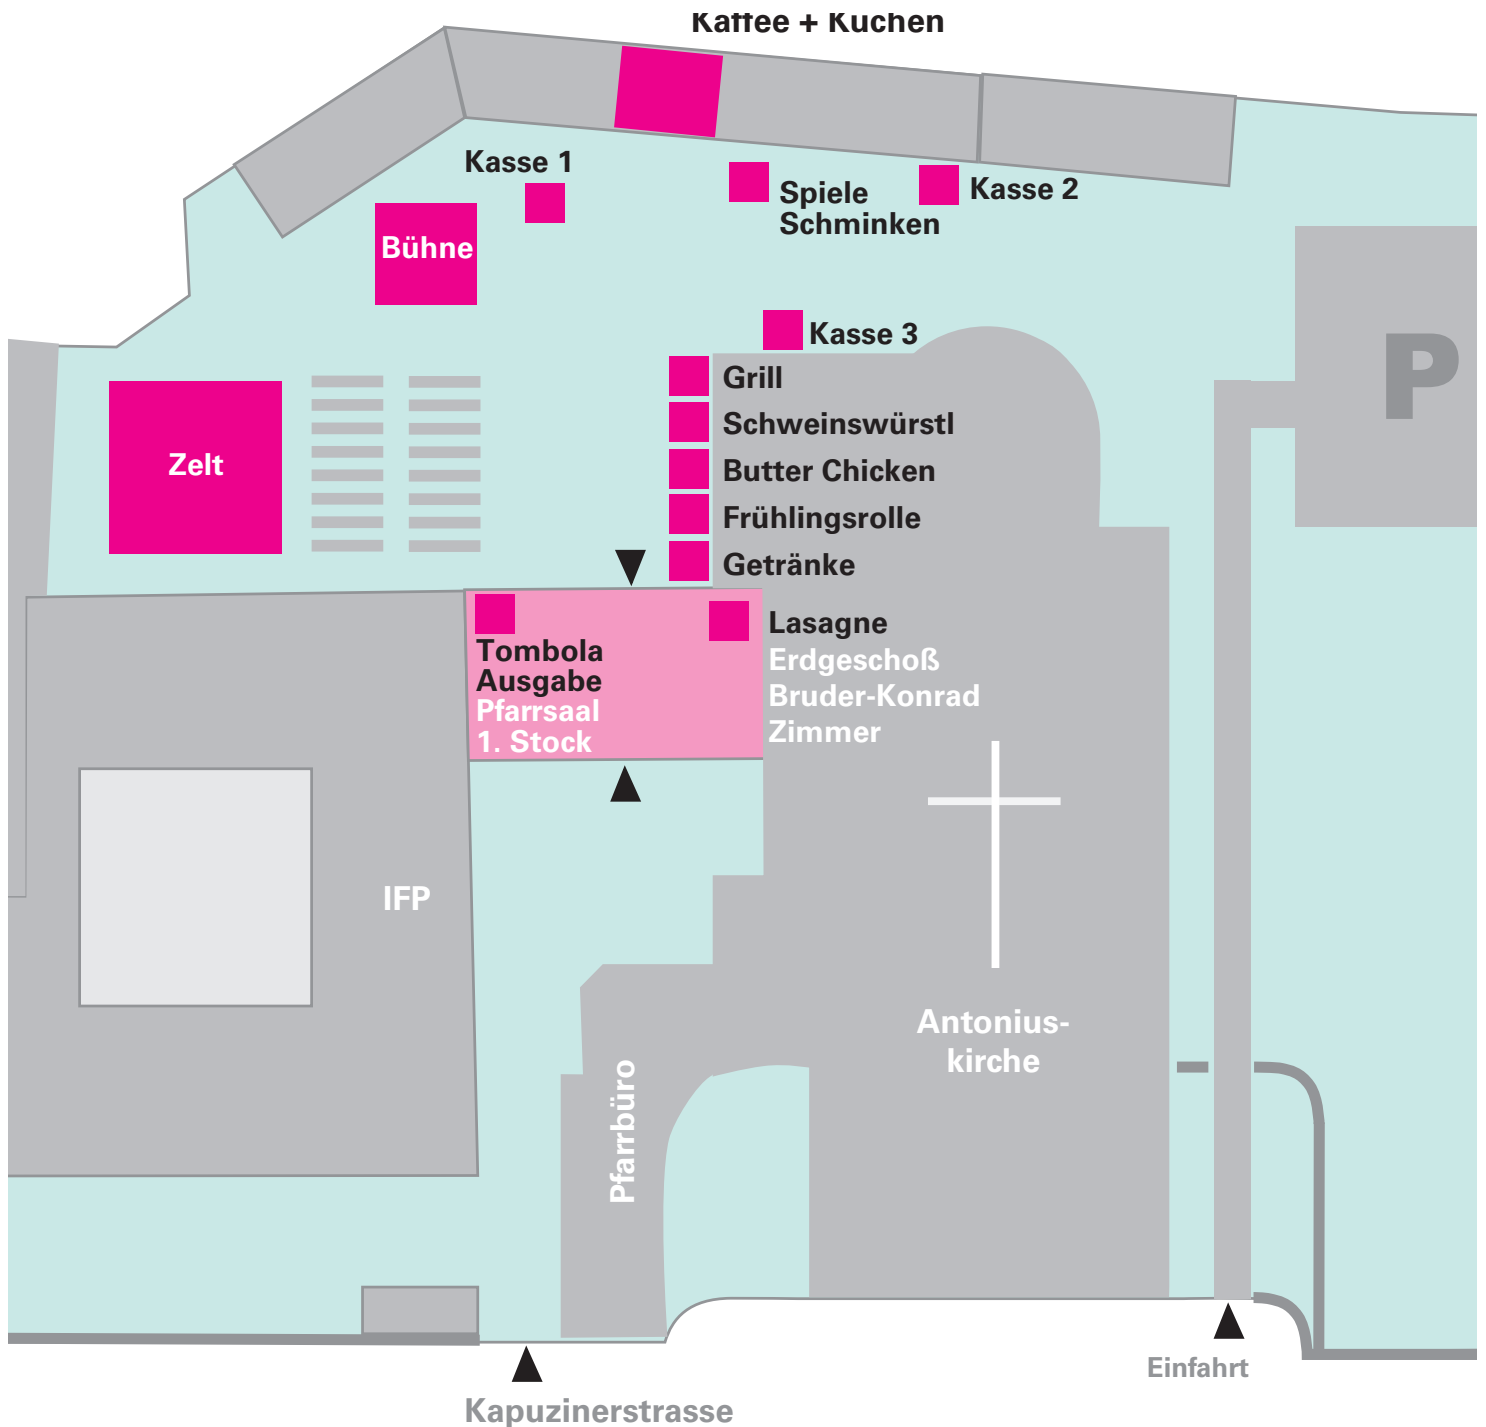 Kaffee + Kuchen
Kasse 1
Spiele
Schminken
Kasse 2
Bühne
Kasse 3
P
Grill
Schweinswürstl
Zelt
Butter Chicken
Frühlingsrolle
Getränke
Lasagne
Erdgeschoß
Bruder-Konrad
Zimmer
Tombola
Ausgabe
Pfarrsaal
1. Stock
IFP
Antonius-
kirche
Pfarrbüro
Einfahrt
Kapuzinerstrasse